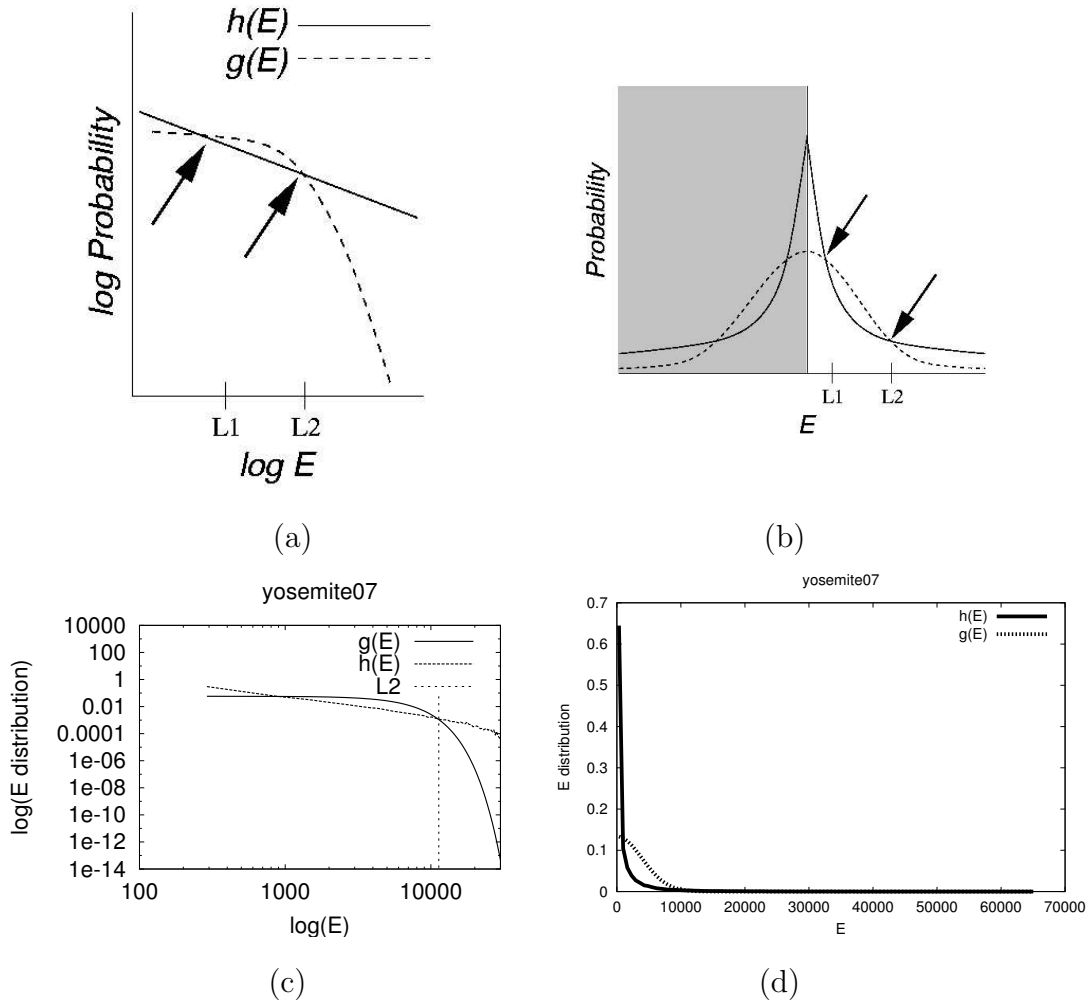 h(E)
g(E)
log Probability
L1 L2
log E
(a)
Probability
L1 L2
E
(b)
yosemite07
10000
100
1
0.01
0.0001
1e-06
1e-08
1e-10
1e-12
1e-14
log(E distribution)
g(E)
h(E)
L2
100 1000 10000
log(E)
(c)
yosemite07
0.7
0.6
0.5
0.4
0.3
0.2
0.1
0
E distribution
h(E)
g(E)
0 10000 20000 30000 40000 50000 60000 70000
E
(d)